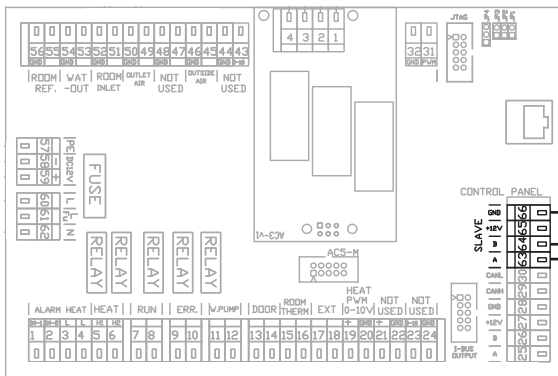 4 3 2 1
JTAG
JP4
JP3
JP2
JP1
56 55 54 53 52 51 50 49 48 47 46 45 44 43
GND GND GND GND GND GND 0-10
32 31
GND PWM
ROOM REF.
WAT -OUT
ROOM INLET
OUTLET AIR
NOT USED
OUTSIDE AIR
NOT USED
PE
DC12V
- +
L
L
Fu
N
57 58 59
60 61 62
FUSE
RELAY RELAY RELAY RELAY RELAY
AC3-v1
AC5-M
CONTROL PANEL
SLAVE
GND 66
+12V 65
B 64
A 63
CANL 30
CANH 29
GND 28
+12V 27
B 26
A 25
I-BUS OUTPUT
ALARM HEAT HEAT RUN ERR. W.PUMP DOOR ROOM THERM EXT HEAT PWM 0-10V NOT USED NOT USED
L L H1 H2 + GND + GND 0-10 GND
1 2 3 4 5 6 7 8 9 10 11 12 13 14 15 16 17 18 19 20 21 22 23 24